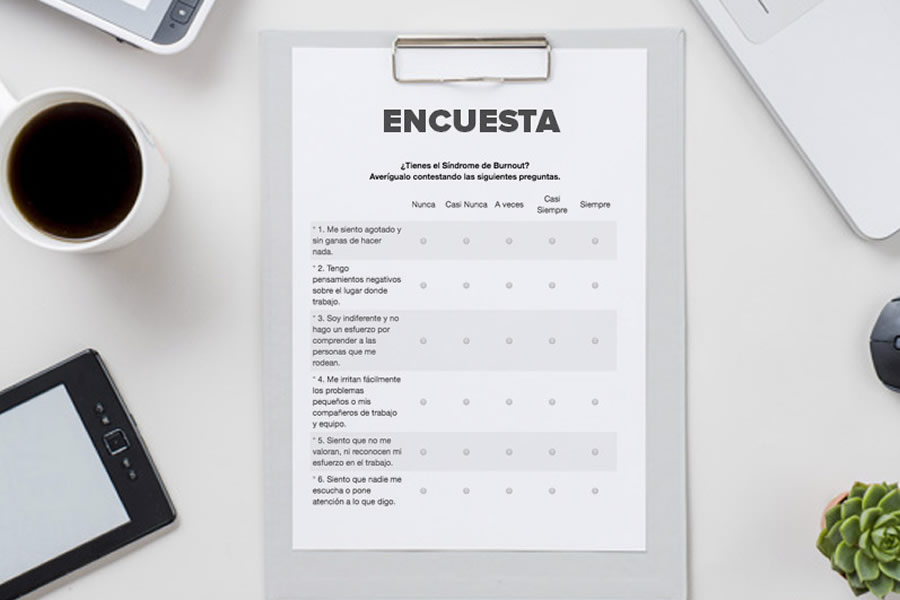 ENCUESTA
¿Tienes el Síndrome de Burnout?
Averígualo contestando las siguientes preguntas.
Nunca Casi Nunca A veces Casi Siempre Siempre
* 1. Me siento agotado y
sin ganas de hacer
nada.
* 2. Tengo
pensamientos negativos
sobre el lugar donde
trabajo.
* 3. Soy indiferente y no
hago un esfuerzo por
comprender a las
personas que me
rodean.
* 4. Me irritan fácilmente
los problemas
pequeños o mis
compañeros de trabajo
y equipo.
* 5. Siento que no me
valoran, ni reconocen mi
esfuerzo en el trabajo.
* 6. Siento que nadie me
escucha o pone
atención a lo que digo.